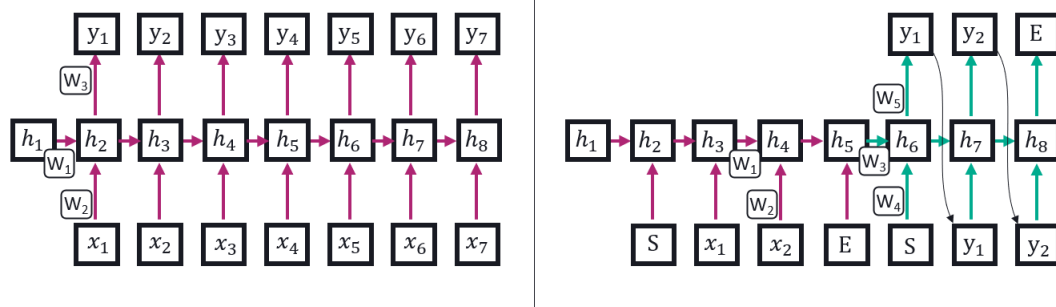 y₁ y₂ y₃ y₄ y₅ y₆ y₇
W₃
h₁ h₂ h₃ h₄ h₅ h₆ h₇ h₈
W₁
W₂
x₁ x₂ x₃ x₄ x₅ x₆ x₇
y₁ y₂ E
W₅
h₁ h₂ h₃ h₄ h₅ h₆ h₇ h₈
W₁ W₃
W₂ W₄
S x₁ x₂ E S y₁ y₂